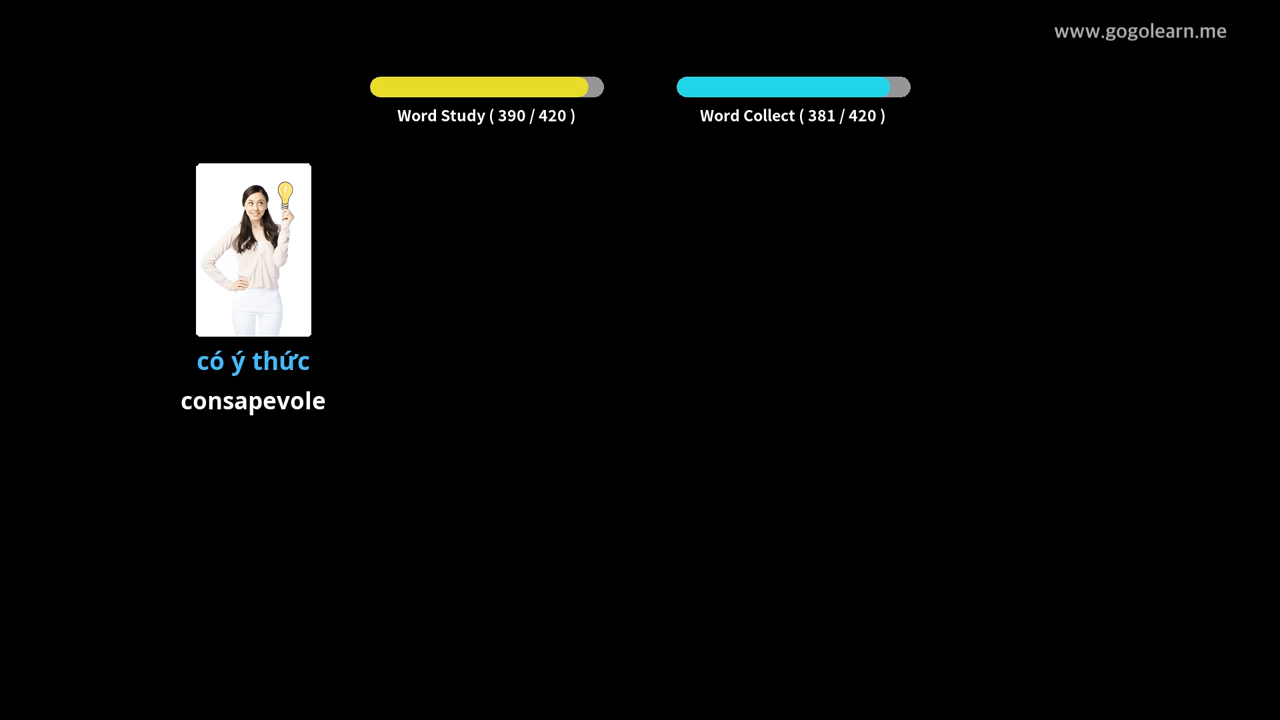 www.gogolearn.me
Word Study ( 390 / 420 )
Word Collect ( 381 / 420 )
có ý thức
consapevole